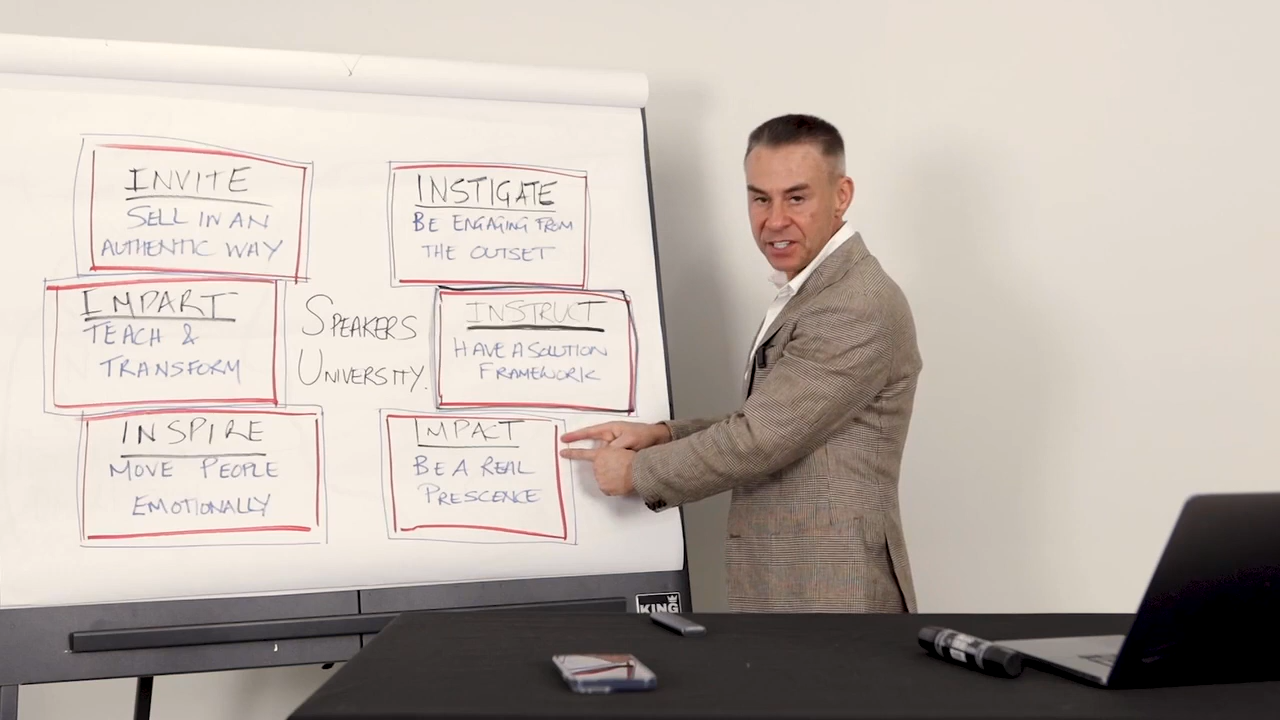 INVITE
SELL IN AN
AUTHENTIC WAY
INSTIGATE
BE ENGAGING FROM
THE OUTSET
IMPART
TEACH &
TRANSFORM
SPEAKERS
UNIVERSITY.
INSTRUCT
HAVE A SOLUTION
FRAMEWORK
INSPIRE
MOVE PEOPLE
EMOTIONALLY
IMPACT
BE A REAL
PRESCENCE
KING